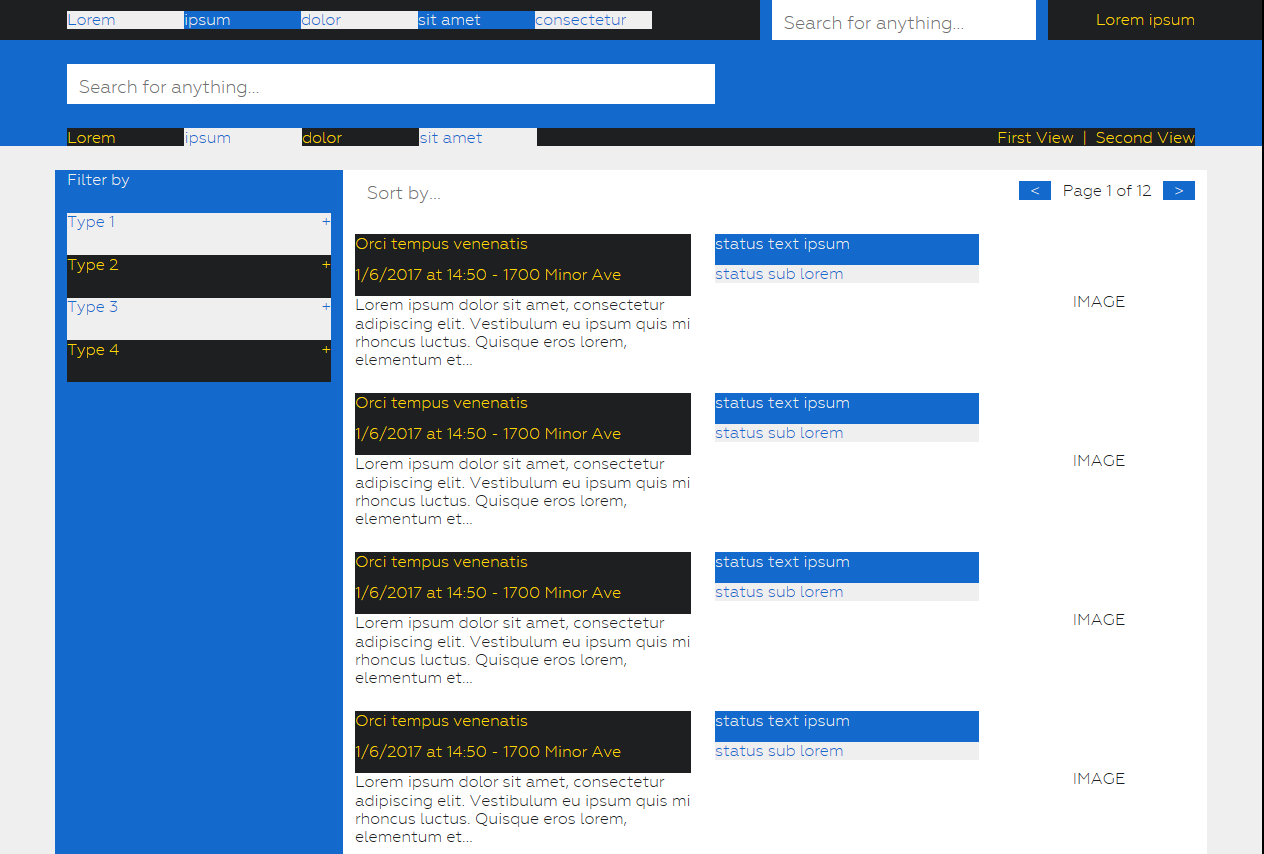 Lorem ipsum dolor sit amet consectetur Search for anything... Lorem ipsum
Search for anything...
Lorem ipsum dolor sit amet First View | Second View
Filter by
Type 1 +
Type 2 +
Type 3 +
Type 4 +
Sort by... < Page 1 of 12 >
Orci tempus venenatis
1/6/2017 at 14:50 - 1700 Minor Ave
Lorem ipsum dolor sit amet, consectetur
adipiscing elit. Vestibulum eu ipsum quis mi
rhoncus luctus. Quisque eros lorem,
elementum et...
status text ipsum
status sub lorem
IMAGE
Orci tempus venenatis
1/6/2017 at 14:50 - 1700 Minor Ave
Lorem ipsum dolor sit amet, consectetur
adipiscing elit. Vestibulum eu ipsum quis mi
rhoncus luctus. Quisque eros lorem,
elementum et...
status text ipsum
status sub lorem
IMAGE
Orci tempus venenatis
1/6/2017 at 14:50 - 1700 Minor Ave
Lorem ipsum dolor sit amet, consectetur
adipiscing elit. Vestibulum eu ipsum quis mi
rhoncus luctus. Quisque eros lorem,
elementum et...
status text ipsum
status sub lorem
IMAGE
Orci tempus venenatis
1/6/2017 at 14:50 - 1700 Minor Ave
Lorem ipsum dolor sit amet, consectetur
adipiscing elit. Vestibulum eu ipsum quis mi
rhoncus luctus. Quisque eros lorem,
elementum et...
status text ipsum
status sub lorem
IMAGE